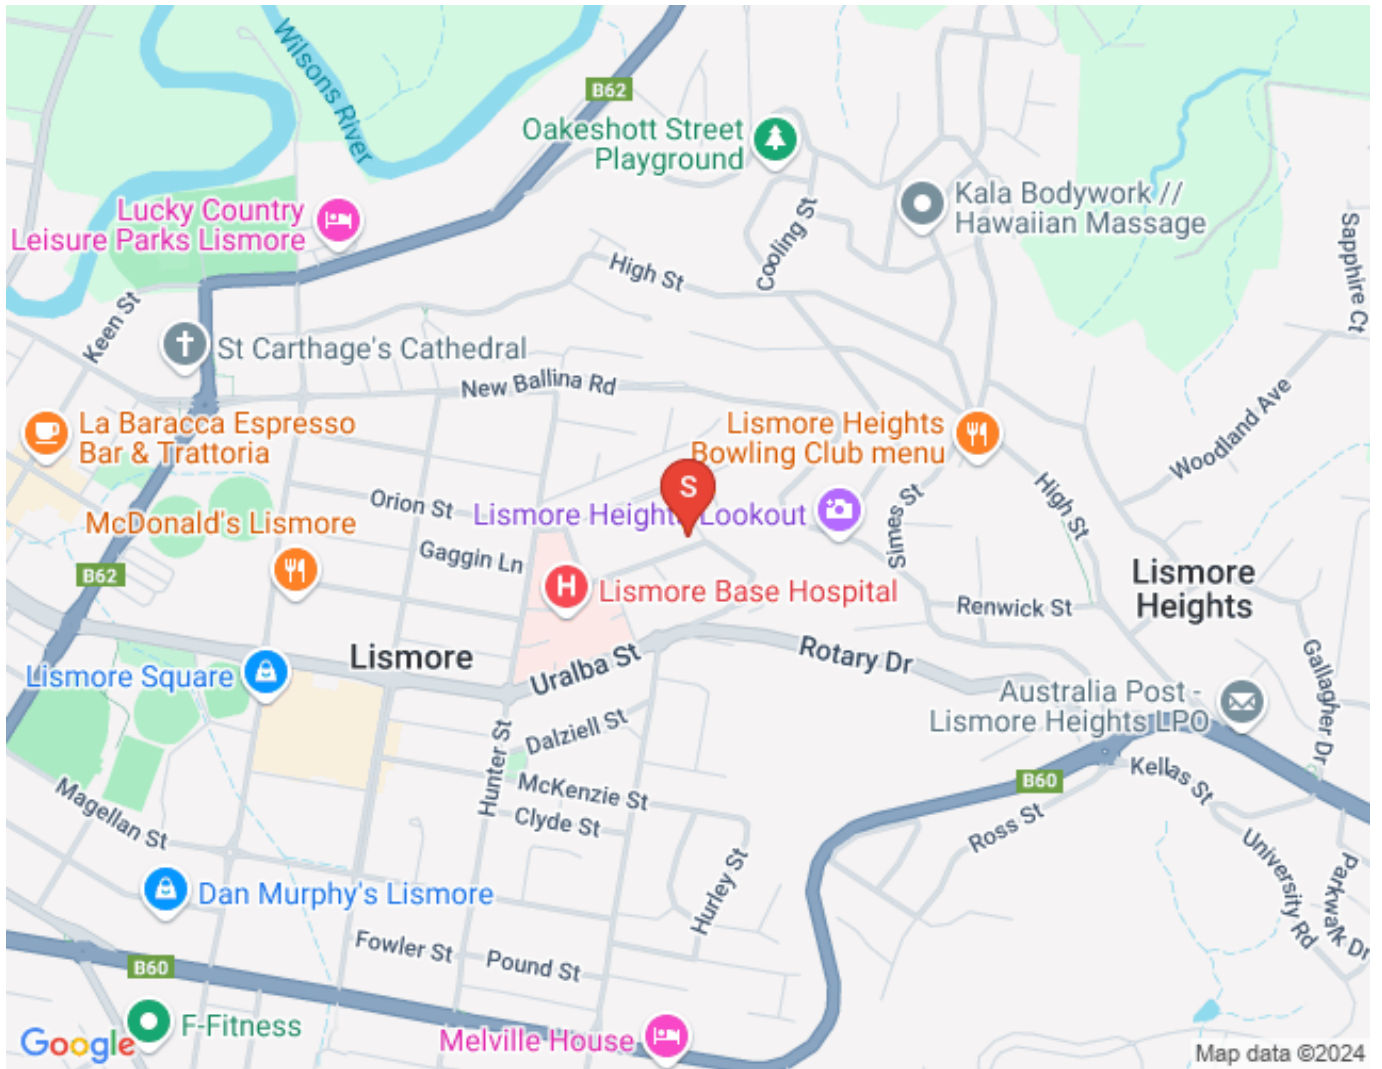 Wilsons River
B62
Oakeshott Street
Playground
Lucky Country
Leisure Parks Lismore
Kala Bodywork //
Hawaiian Massage
Cooling St
High St
Sapphire Ct
Keen St
St Carthage's Cathedral
New Ballina Rd
La Baracca Espresso
Bar & Trattoria
Lismore Heights
Bowling Club menu
Woodland Ave
S
Orion St
Lismore Heights Lookout
High St
McDonald's Lismore
Simes St
Gaggin Ln
B62
H
Lismore Base Hospital
Lismore
Heights
Renwick St
Lismore
Uralba St
Rotary Dr
Gallagher Dr
Lismore Square
Australia Post -
Lismore Heights LPO
Dalziell St
Hunter St
B60
Kellas St
McKenzie St
Magellan St
Clyde St
Ross St
University Rd
Parkwalk Dr
Dan Murphy's Lismore
Hurley St
Fowler St
Pound St
B60
F-Fitness
Melville House
Google
Map data ©2024